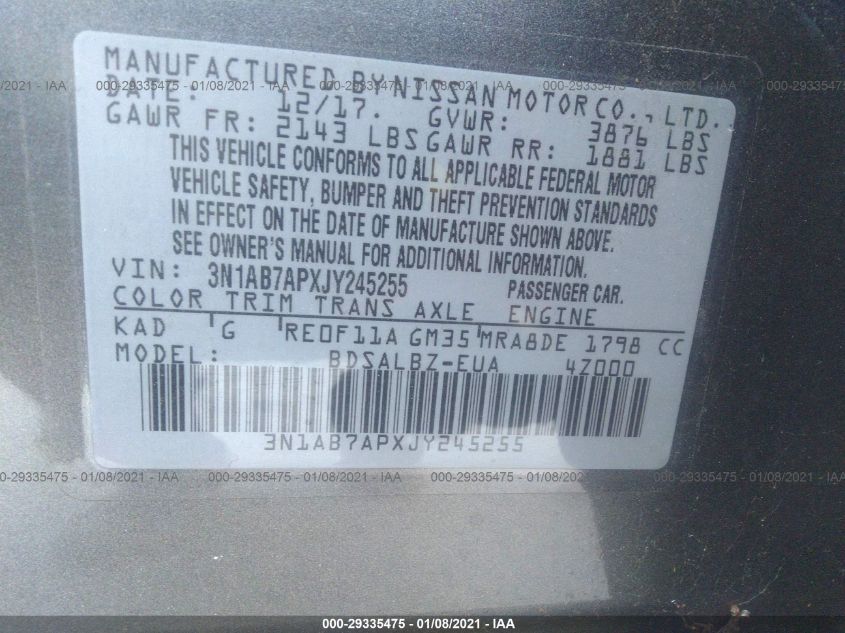 MANUFACTURED BY NISSAN MOTOR CO., LTD.
DATE: 12/17. GVWR: 3876 LBS
GAWR FR: 2143 LBS GAWR RR: 1881 LBS
THIS VEHICLE CONFORMS TO ALL APPLICABLE FEDERAL MOTOR
VEHICLE SAFETY, BUMPER AND THEFT PREVENTION STANDARDS
IN EFFECT ON THE DATE OF MANUFACTURE SHOWN ABOVE.
SEE OWNER'S MANUAL FOR ADDITIONAL INFORMATION.
VIN: 3N1AB7APXJY245255 PASSENGER CAR.
COLOR TRIM TRANS AXLE ENGINE
KAD G RE0F11A GM35 MRA8DE 1798 CC
MODEL: BDSALBZ-EUA 4Z000
3N1AB7APXJY245255
000-29335475 - 01/08/2021 - IAA